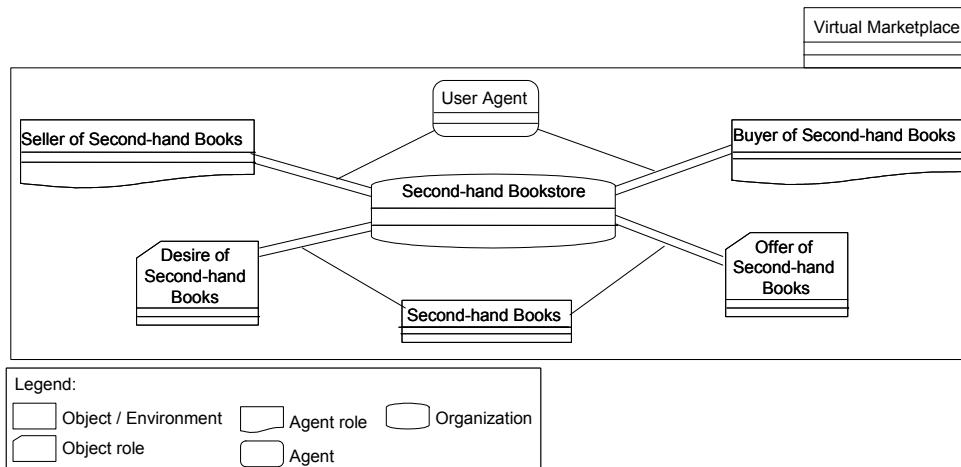 Virtual Marketplace
User Agent
Seller of Second-hand Books
Buyer of Second-hand Books
Second-hand Bookstore
Desire of
Second-hand
Books
Offer of
Second-hand
Books
Second-hand Books
Legend:
Object / Environment
Agent role
Organization
Object role
Agent